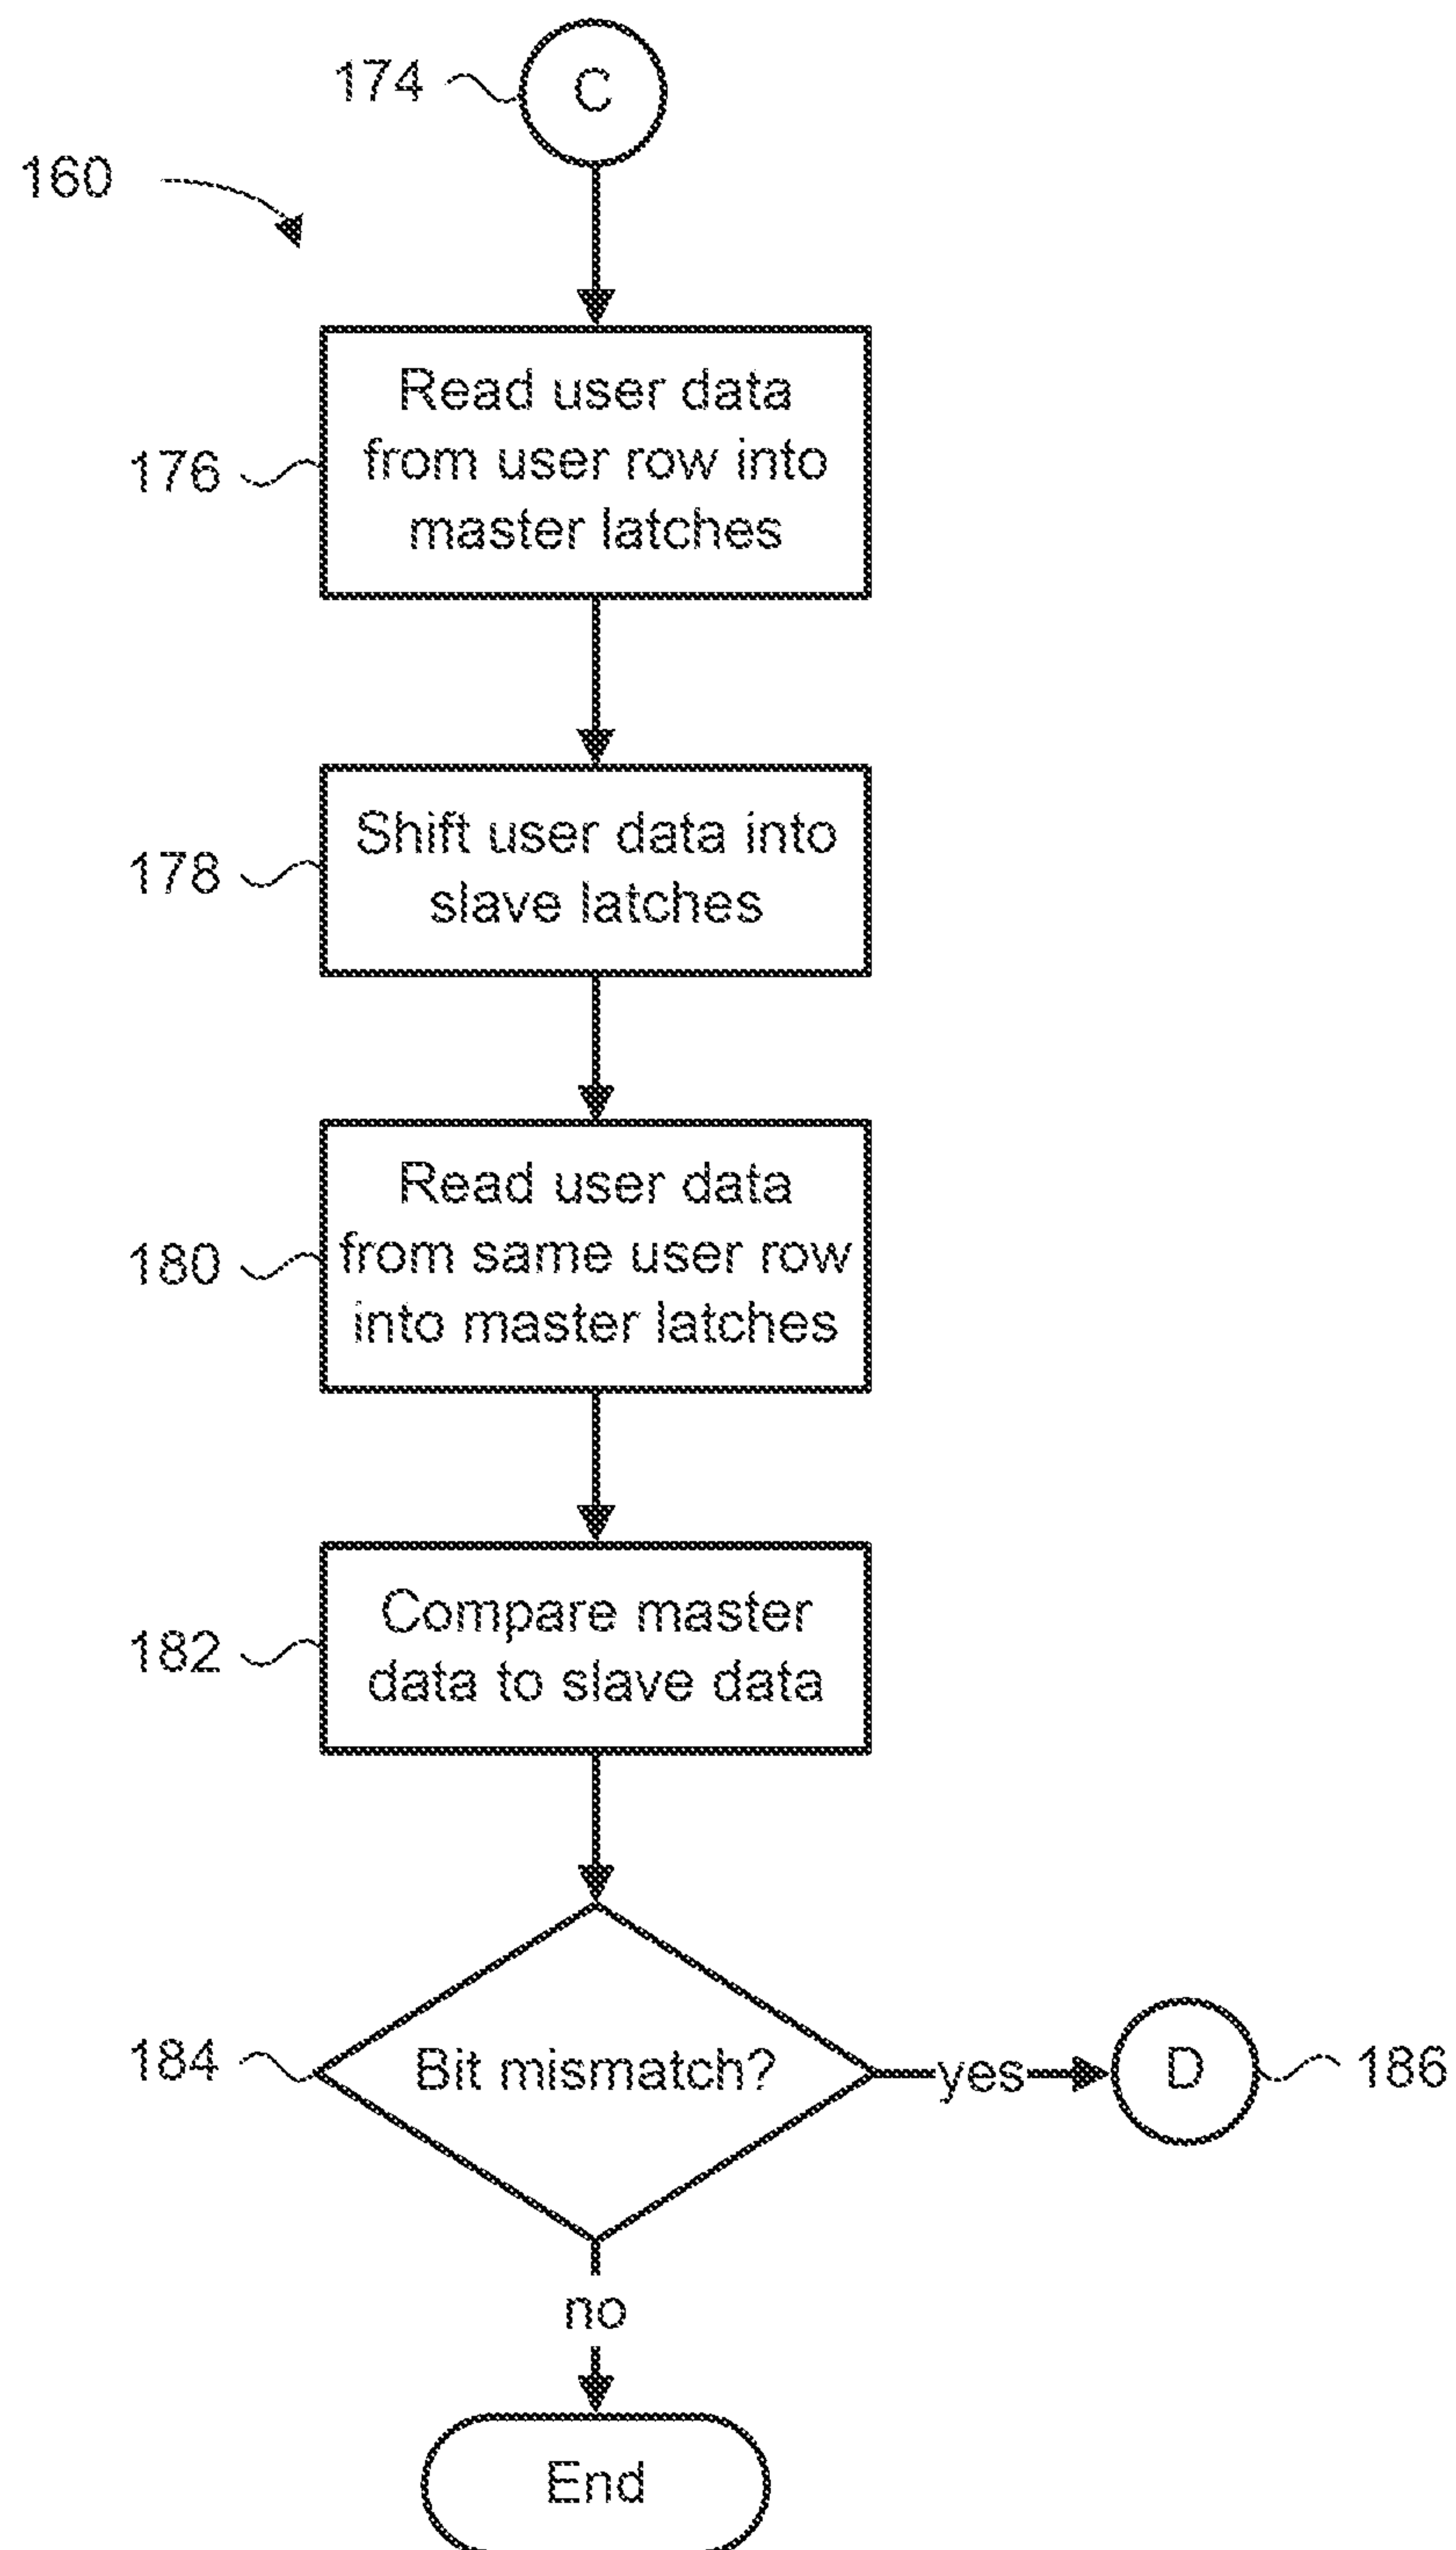 174
C
160
Read user data
from user row into
master latches
176
Shift user data into
slave latches
178
Read user data
from same user row
into master latches
180
Compare master
data to slave data
182
184
Bit mismatch?
yes
D
186
no
End